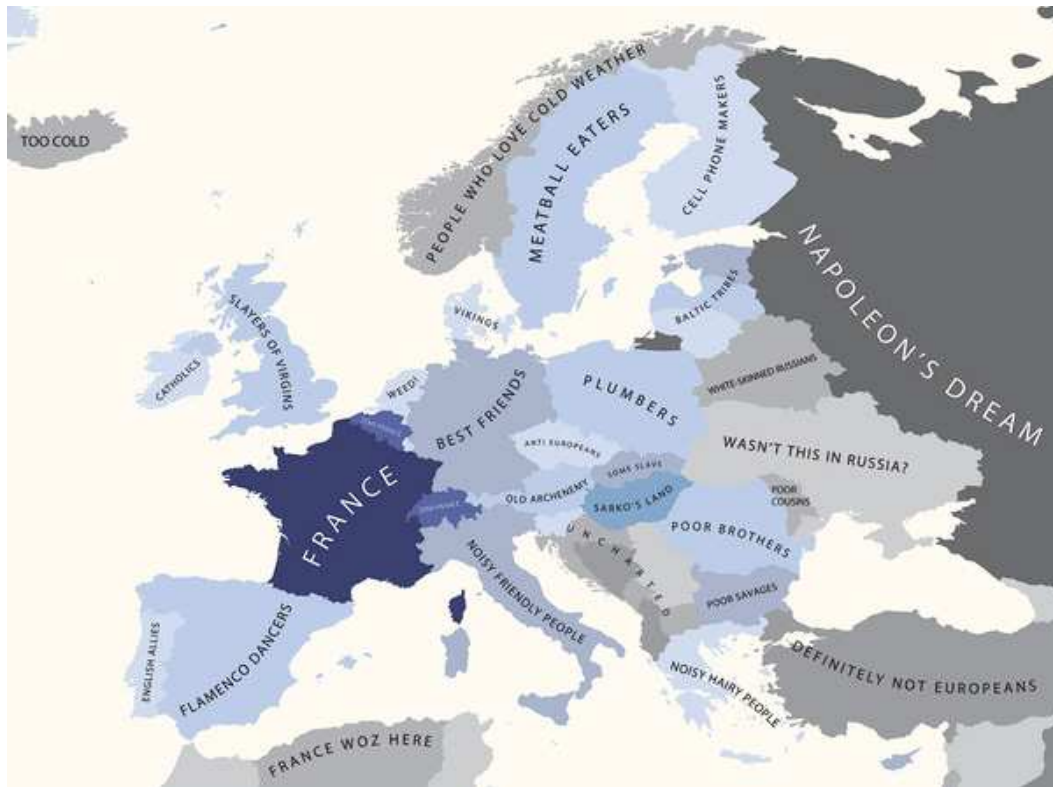 TOO COLD
PEOPLE WHO LOVE COLD WEATHER
MEATBALL EATERS
CELL PHONE MAKERS
NAPOLEON'S DREAM
BALTIC TRIBES
VIKINGS
SLAYERS OF VIRGINS
CATHOLICS
WEED!
BEST FRIENDS
PLUMBERS
WHITE-SKINNED RUSSIANS
WASN'T THIS IN RUSSIA?
ANTI EUROPEANS
SOME SLAVS
OLD ARCHENEMY
SARKO'S LAND
POOR
COUSINS
POOR BROTHERS
FRANCE
UNCHARTED
NOISY FRIENDLY PEOPLE
POOR SAVAGES
ENGLISH ALLIES
FLAMENCO DANCERS
NOISY HAIRY PEOPLE
DEFINITELY NOT EUROPEANS
FRANCE WOZ HERE